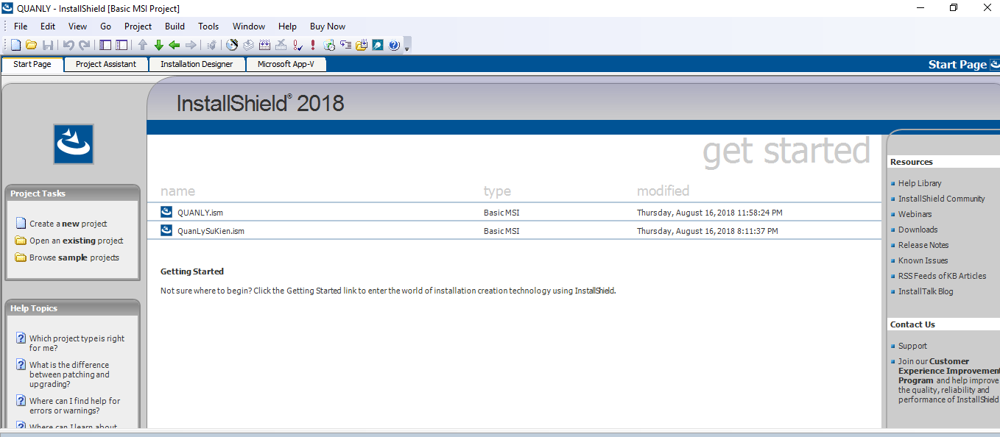 QUANLY - InstallShield [Basic MSI Project]
File Edit View Go Project Build Tools Window Help Buy Now
Start Page Project Assistant Installation Designer Microsoft App-V Start Page
InstallShield® 2018
get started
name type modified
QUANLY.ism Basic MSI Thursday, August 16, 2018 11:58:24 PM
QuanLySuKien.ism Basic MSI Thursday, August 16, 2018 8:11:37 PM
Getting Started
Not sure where to begin? Click the Getting Started link to enter the world of installation creation technology using InstallShield.
Project Tasks
Create a new project
Open an existing project
Browse sample projects
Help Topics
Which project type is right
for me?
What is the difference
between patching and
upgrading?
Where can I find help for
errors or warnings?
Where can I learn about
Resources
Help Library
InstallShield Community
Webinars
Downloads
Release Notes
Known Issues
RSS Feeds of KB Articles
InstallTalk Blog
Contact Us
Support
Join our Customer
Experience Improvement
Program and help improve
the quality, reliability and
performance of InstallShield